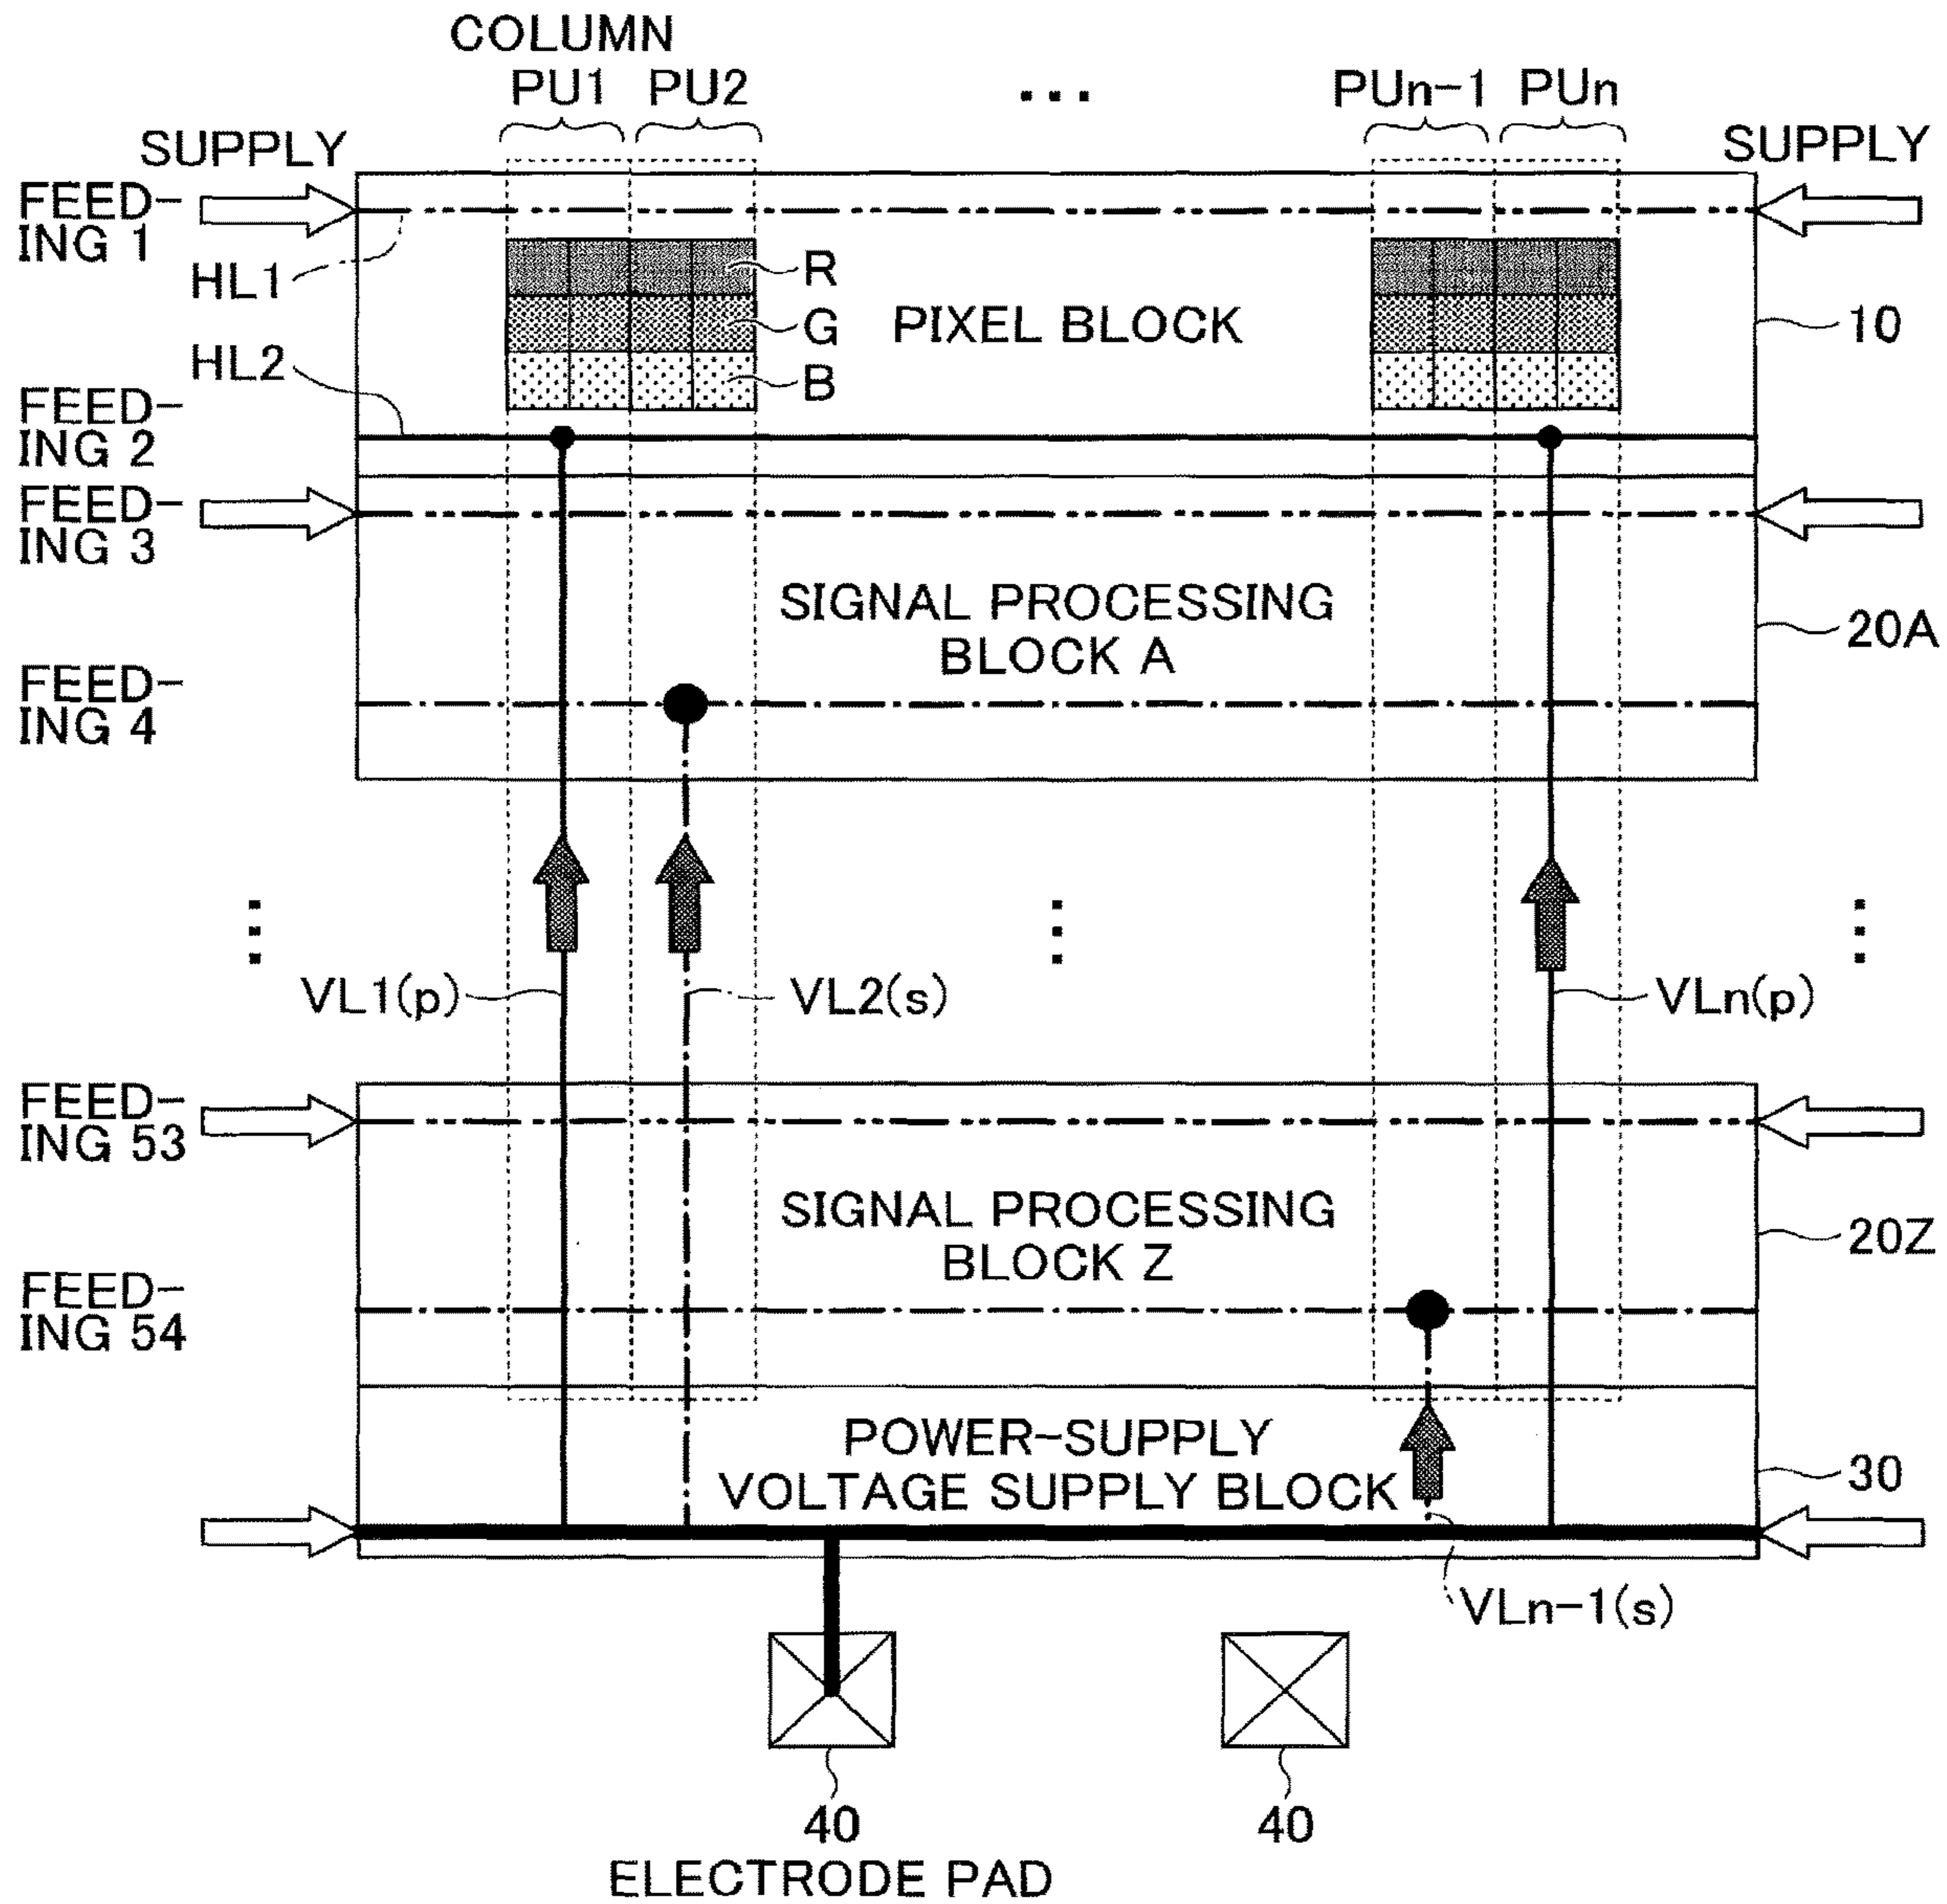 COLUMN
PU1 PU2 ... PUn-1 PUn
SUPPLY SUPPLY
FEED-
ING 1
HL1
R
G
B
PIXEL BLOCK
10
HL2
FEED-
ING 2
FEED-
ING 3
SIGNAL PROCESSING
BLOCK A
20A
FEED-
ING 4
VL1(p) VL2(s) VLn(p)
FEED-
ING 53
SIGNAL PROCESSING
BLOCK Z
20Z
FEED-
ING 54
POWER-SUPPLY
VOLTAGE SUPPLY BLOCK
30
VLn-1(s)
40 40
ELECTRODE PAD